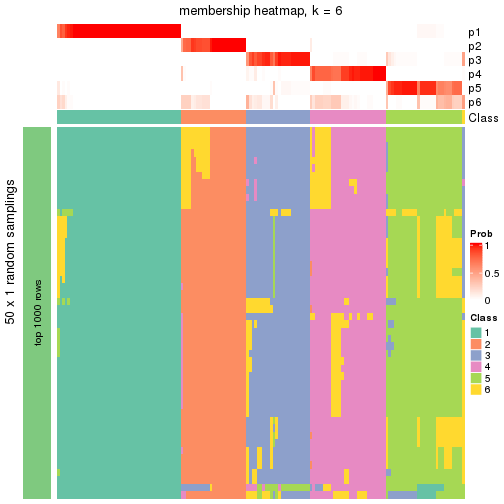 membership heatmap, k = 6
p1
p2
p3
p4
p5
p6
Class
50 x 1 random samplings
top 1000 rows
Prob
1
0.5
0
Class
1
2
3
4
5
6